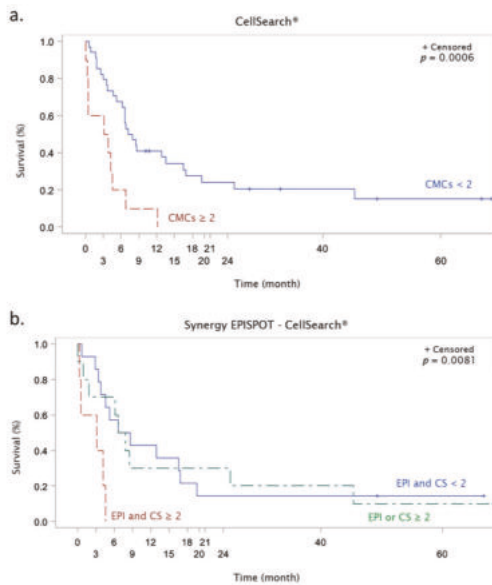 a.
CellSearch®
+ Censored
p = 0.0006
Survival (%)
1.0
0.8
0.6
0.4
0.2
0.0
CMCs < 2
CMCs ≥ 2
0 6 12 18 21 40 60
3 9 15 20 24
Time (month)
b.
Synergy EPISPOT - CellSearch®
+ Censored
p = 0.0081
Survival (%)
1.0
0.8
0.6
0.4
0.2
0.0
EPI and CS < 2
EPI and CS ≥ 2
EPI or CS ≥ 2
0 6 12 18 21 40 60
3 9 15 20 24
Time (month)